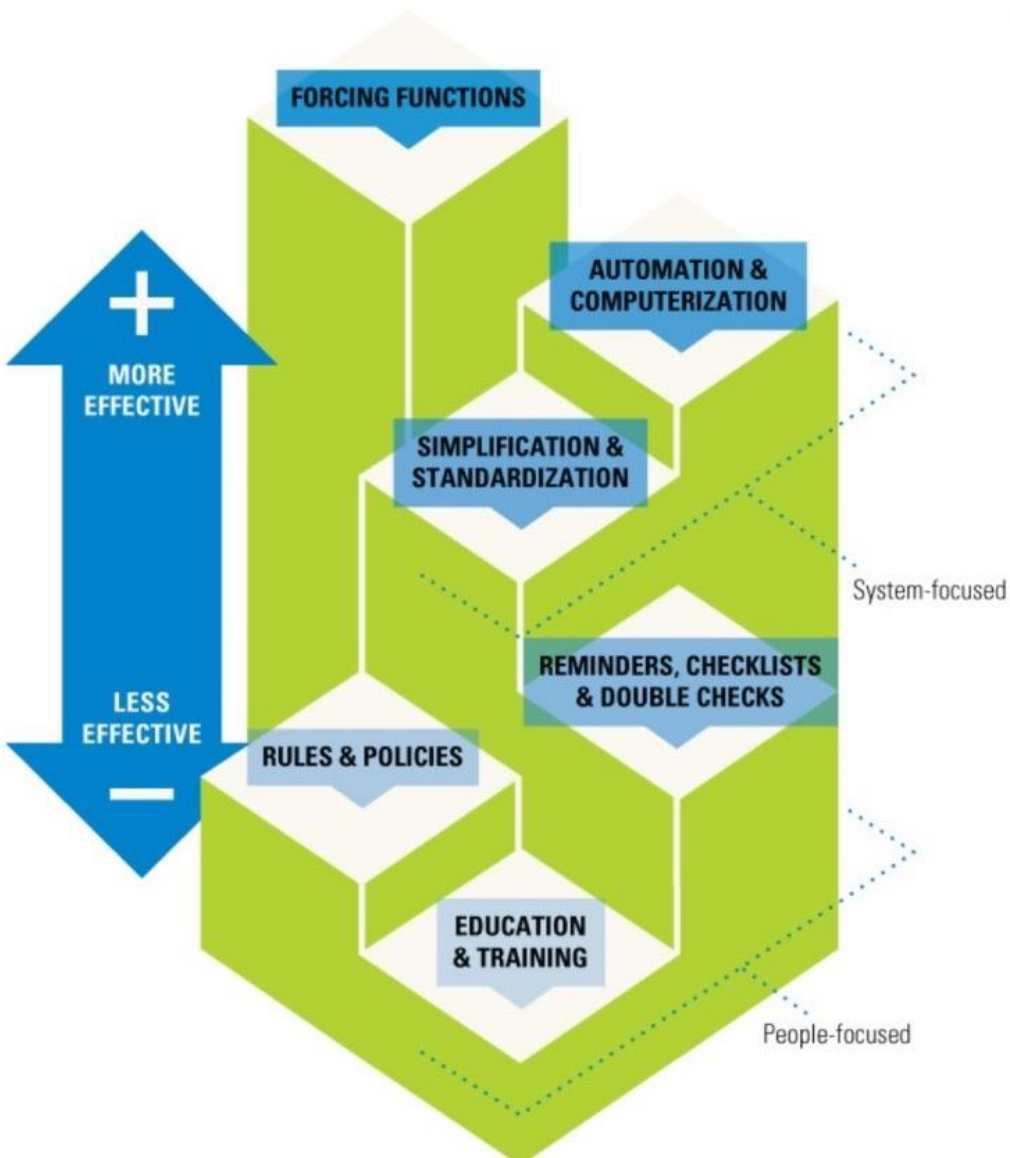 FORCING FUNCTIONS
AUTOMATION &
COMPUTERIZATION
+
MORE
EFFECTIVE
SIMPLIFICATION &
STANDARDIZATION
System-focused
REMINDERS, CHECKLISTS
& DOUBLE CHECKS
LESS
EFFECTIVE
−
RULES & POLICIES
EDUCATION
& TRAINING
People-focused